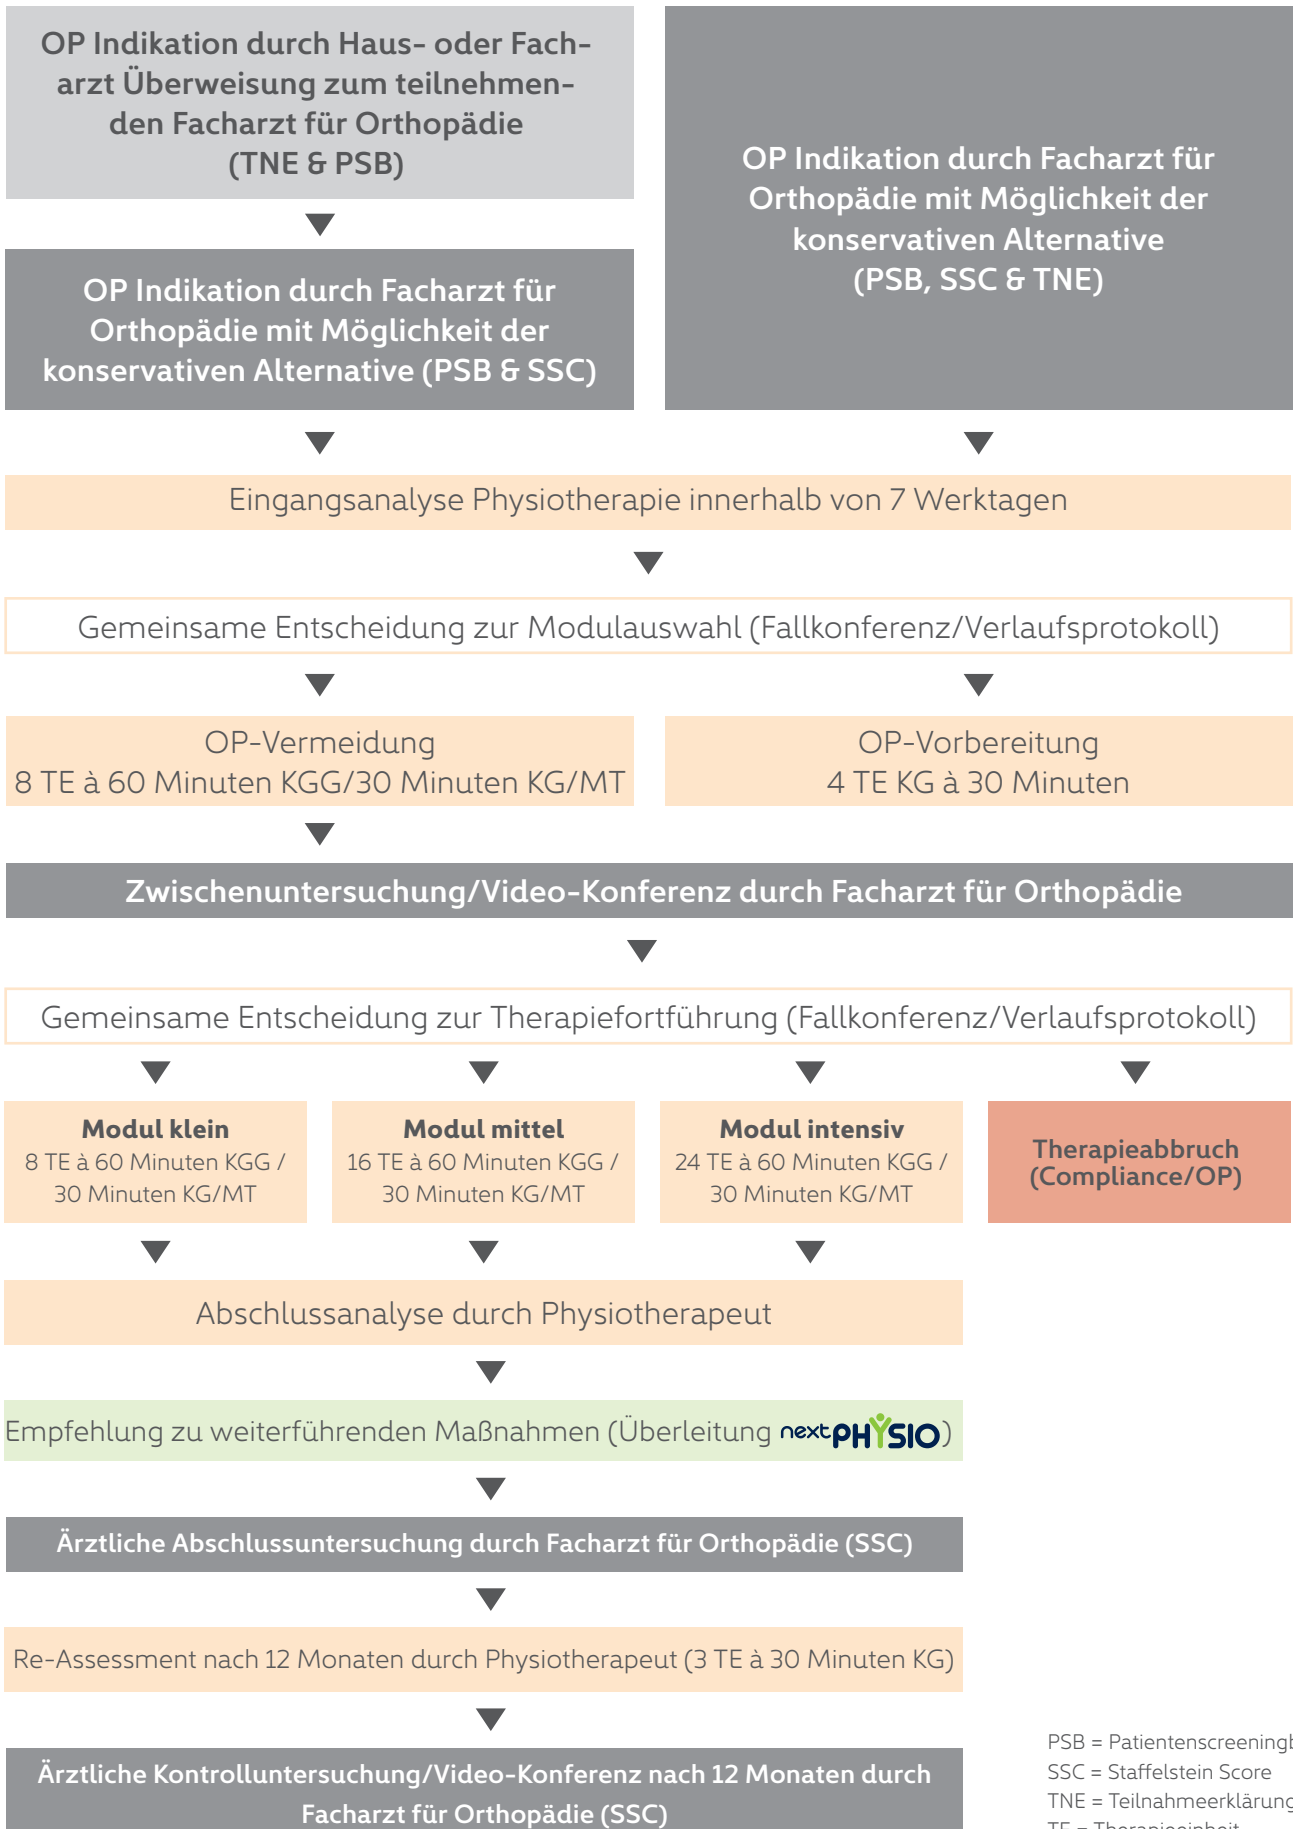 OP Indikation durch Haus- oder Fach-
arzt Überweisung zum teilnehmen-
den Facharzt für Orthopädie
(TNE & PSB)
OP Indikation durch Facharzt für
Orthopädie mit Möglichkeit der
konservativen Alternative (PSB & SSC)
OP Indikation durch Facharzt für
Orthopädie mit Möglichkeit der
konservativen Alternative
(PSB, SSC & TNE)
Eingangsanalyse Physiotherapie innerhalb von 7 Werktagen
Gemeinsame Entscheidung zur Modulauswahl (Fallkonferenz/Verlaufsprotokoll)
OP-Vermeidung
8 TE à 60 Minuten KGG/30 Minuten KG/MT
OP-Vorbereitung
4 TE KG à 30 Minuten
Zwischenuntersuchung/Video-Konferenz durch Facharzt für Orthopädie
Gemeinsame Entscheidung zur Therapiefortführung (Fallkonferenz/Verlaufsprotokoll)
Modul klein
8 TE à 60 Minuten KGG /
30 Minuten KG/MT
Modul mittel
16 TE à 60 Minuten KGG /
30 Minuten KG/MT
Modul intensiv
24 TE à 60 Minuten KGG /
30 Minuten KG/MT
Therapieabbruch
(Compliance/OP)
Abschlussanalyse durch Physiotherapeut
Empfehlung zu weiterführenden Maßnahmen (Überleitung nextPHYSIO)
Ärztliche Abschlussuntersuchung durch Facharzt für Orthopädie (SSC)
Re-Assessment nach 12 Monaten durch Physiotherapeut (3 TE à 30 Minuten KG)
Ärztliche Kontrolluntersuchung/Video-Konferenz nach 12 Monaten durch
Facharzt für Orthopädie (SSC)
PSB =
SSC = Staffelstein Score
TNE = Teilnahmeerklärung
TE = Therapieeinheit